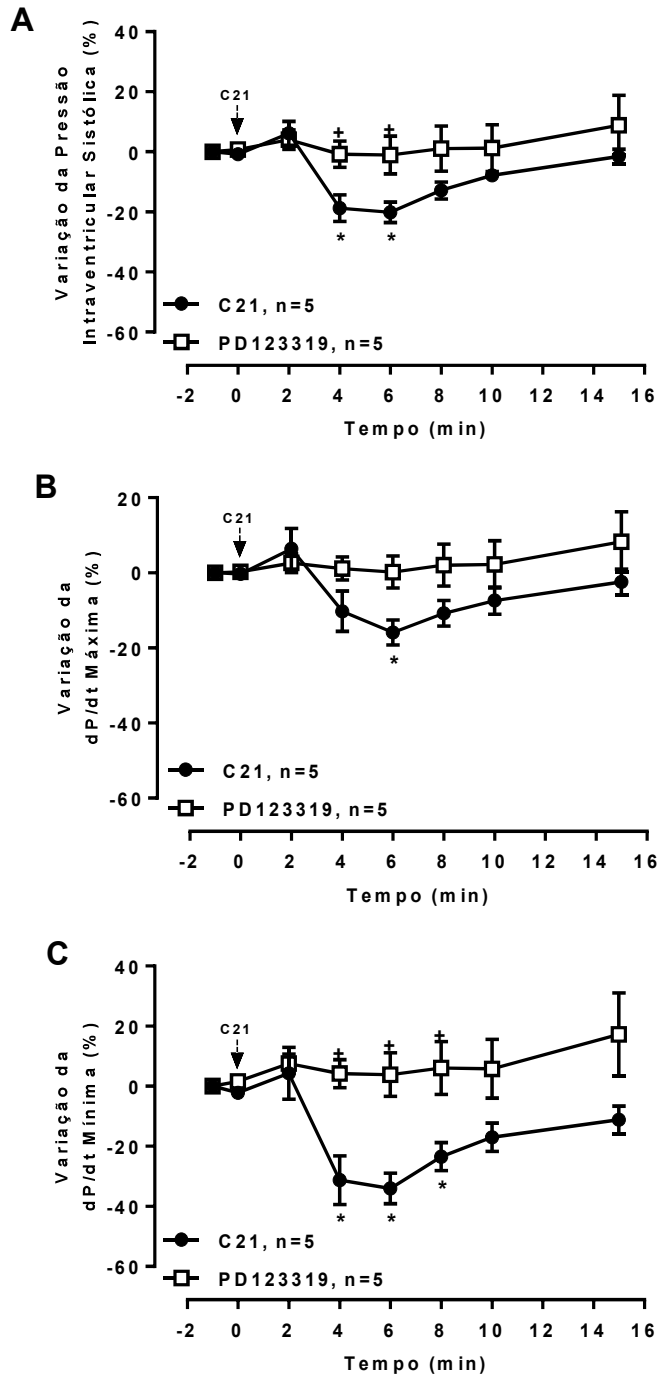 A
Variação da Pressão
Intraventricular Sistólica (%)
40
20
0
-20
-40
-60
C21
+ +
* *
C21, n=5
PD123319, n=5
-2 0 2 4 6 8 10 12 14 16
Tempo (min)
B
Variação da
dP/dt Máxima (%)
20
0
-20
-40
-60
C21
*
C21, n=5
PD123319, n=5
-2 0 2 4 6 8 10 12 14 16
Tempo (min)
C
Variação da
dP/dt Mínima (%)
40
20
0
-20
-40
-60
C21
+ + +
* * *
C21, n=5
PD123319, n=5
-2 0 2 4 6 8 10 12 14 16
Tempo (min)